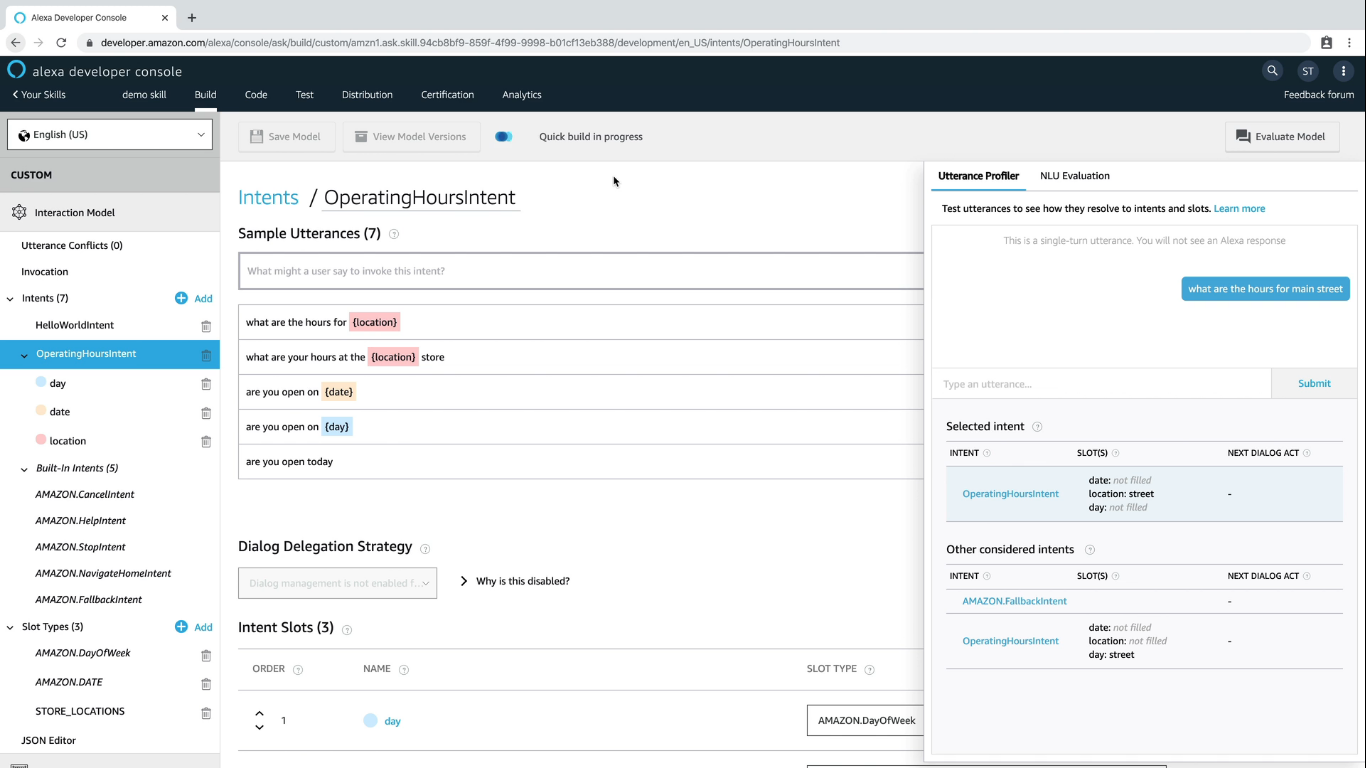 Alexa Developer Console
developer.amazon.com/alexa/console/ask/build/custom/amzn1.ask.skill.94cb8bf9-859f-4f99-9998-b01cf13eb388/development/en_US/intents/OperatingHoursIntent
alexa developer console
ST
Your Skills
demo skill
Build
Code
Test
Distribution
Certification
Analytics
Feedback forum
English (US)
Save Model
View Model Versions
Quick build in progress
Evaluate Model
CUSTOM
Interaction Model
Utterance Conflicts (0)
Invocation
Intents (7)
Add
HelloWorldIntent
OperatingHoursIntent
day
date
location
Built-In Intents (5)
AMAZON.CancelIntent
AMAZON.HelpIntent
AMAZON.StopIntent
AMAZON.NavigateHomeIntent
AMAZON.FallbackIntent
Slot Types (3)
Add
AMAZON.DayOfWeek
AMAZON.DATE
STORE_LOCATIONS
JSON Editor
Intents / OperatingHoursIntent
Sample Utterances (7)
What might a user say to invoke this intent?
what are the hours for {location}
what are your hours at the {location} store
are you open on {date}
are you open on {day}
are you open today
Dialog Delegation Strategy
Dialog management is not enabled f...
Why is this disabled?
Intent Slots (3)
ORDER
NAME
SLOT TYPE
1
day
AMAZON.DayOfWeek
Utterance Profiler
NLU Evaluation
Test utterances to see how they resolve to intents and slots. Learn more
This is a single-turn utterance. You will not see an Alexa response
what are the hours for main street
Type an utterance...
Submit
Selected intent
INTENT
SLOT(S)
NEXT DIALOG ACT
OperatingHoursIntent
date: not filled
location: street
day: not filled
-
Other considered intents
INTENT
SLOT(S)
NEXT DIALOG ACT
AMAZON.FallbackIntent
-
OperatingHoursIntent
date: not filled
location: not filled
day: street
-